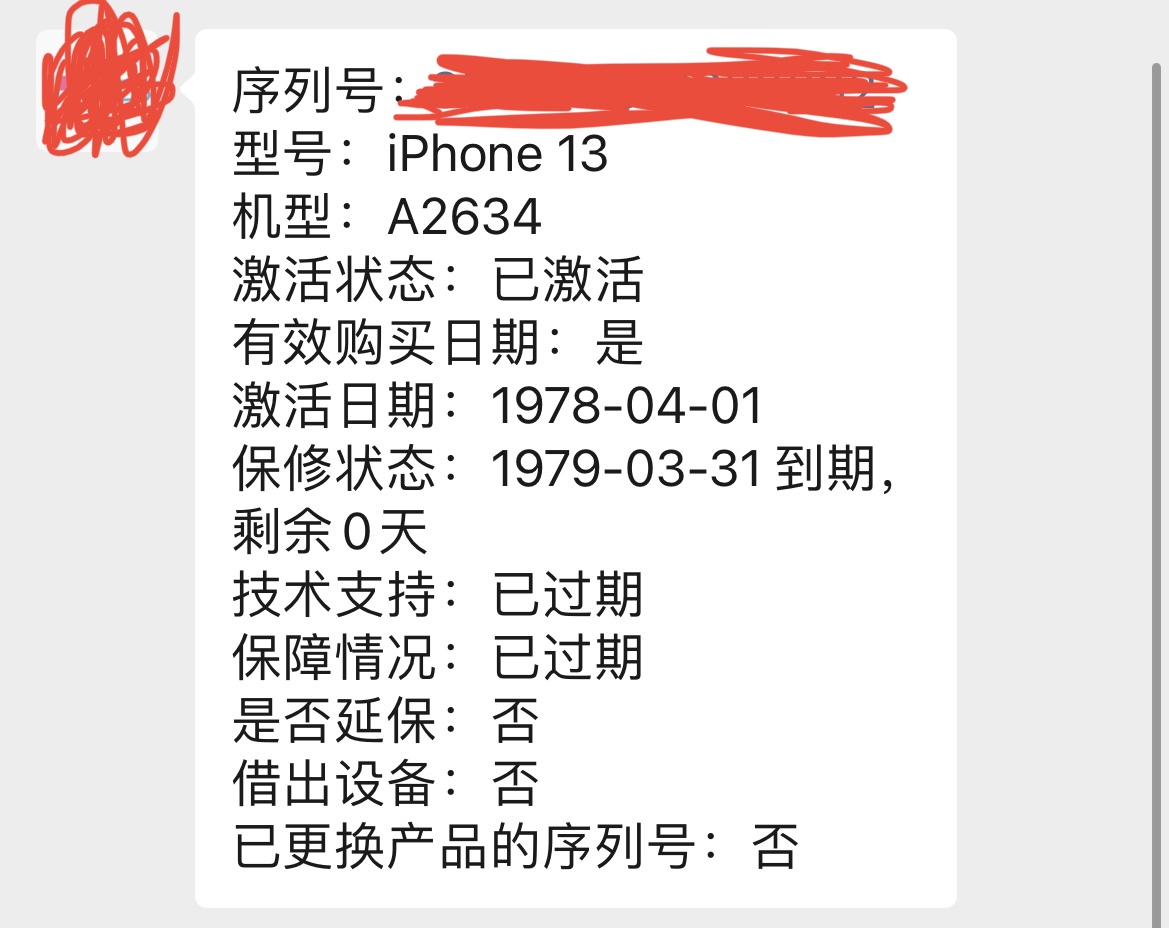 序列号：
型号： iPhone 13
机型： A2634
激活状态： 已激活
有效购买日期： 是
激活日期： 1978-04-01
保修状态： 1979-03-31 到期，
剩余 0 天
技术支持： 已过期
保障情况： 已过期
是否延保： 否
借出设备： 否
已更换产品的序列号： 否